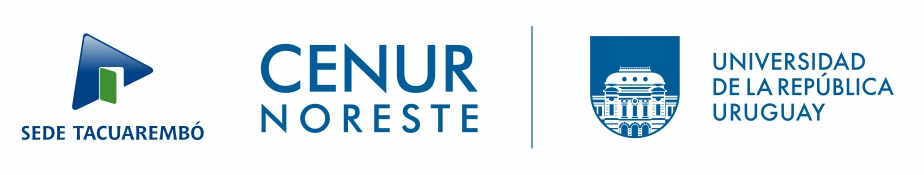 SEDE TACUAREMBÓ
CENUR
NORESTE
UNIVERSIDAD
DE LA REPÚBLICA
URUGUAY